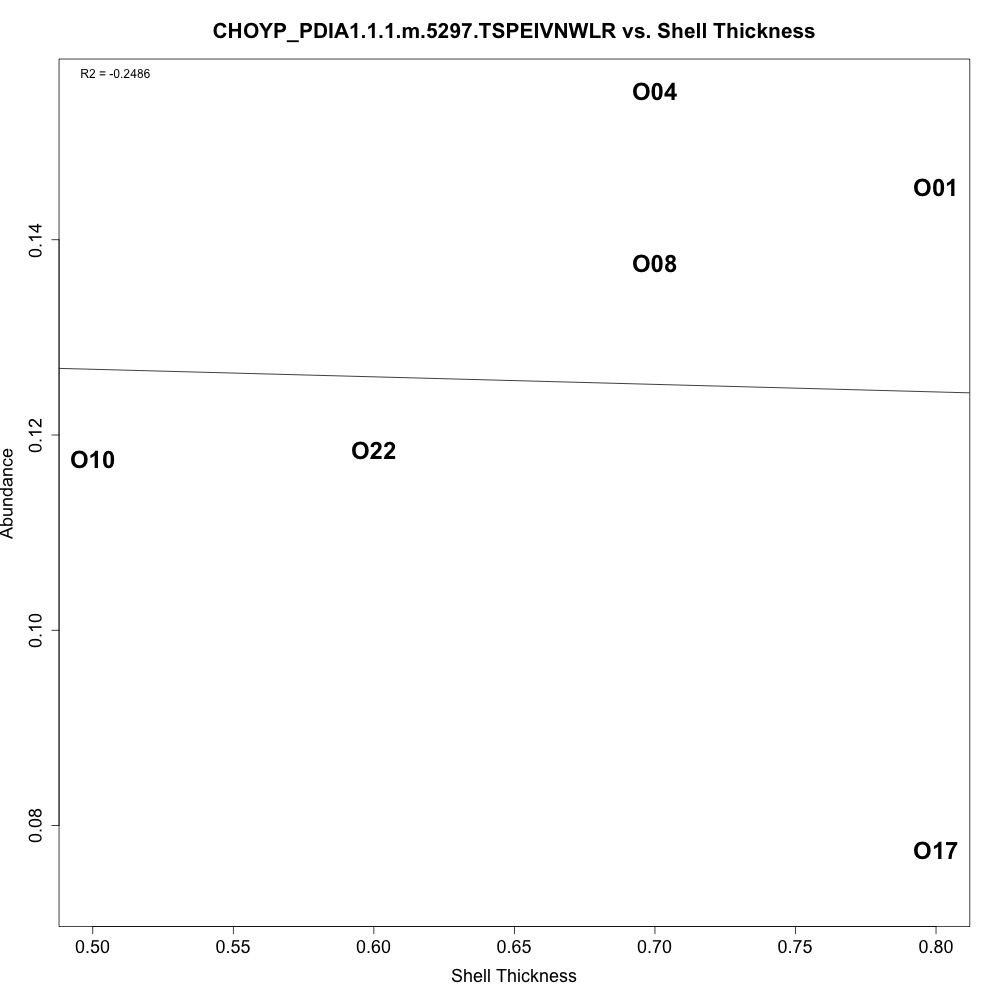 CHOYP_PDIA1.1.1.m.5297.TSPEIVNWLR vs. Shell Thickness
R2 = -0.2486
O04
O01
0.14
O08
0.12
O22
O10
Abundance
0.10
0.08
O17
0.50 0.55 0.60 0.65 0.70 0.75 0.80
Shell Thickness